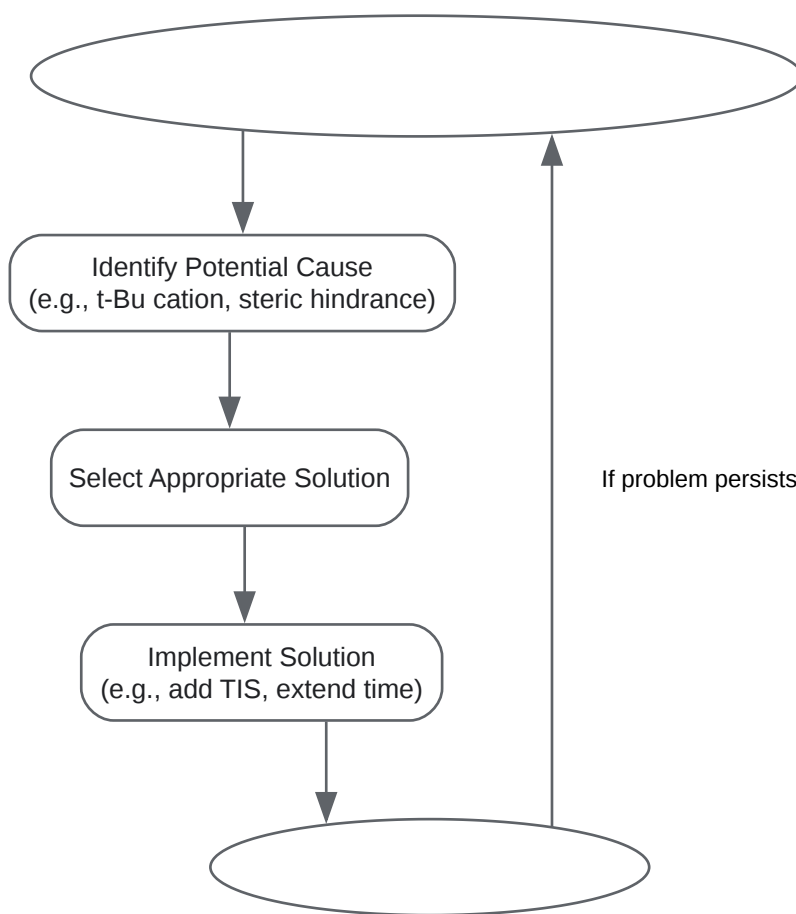 Identify Potential Cause
(e.g., t-Bu cation, steric hindrance)
Select Appropriate Solution
If problem persists
Implement Solution
(e.g., add TIS, extend time)